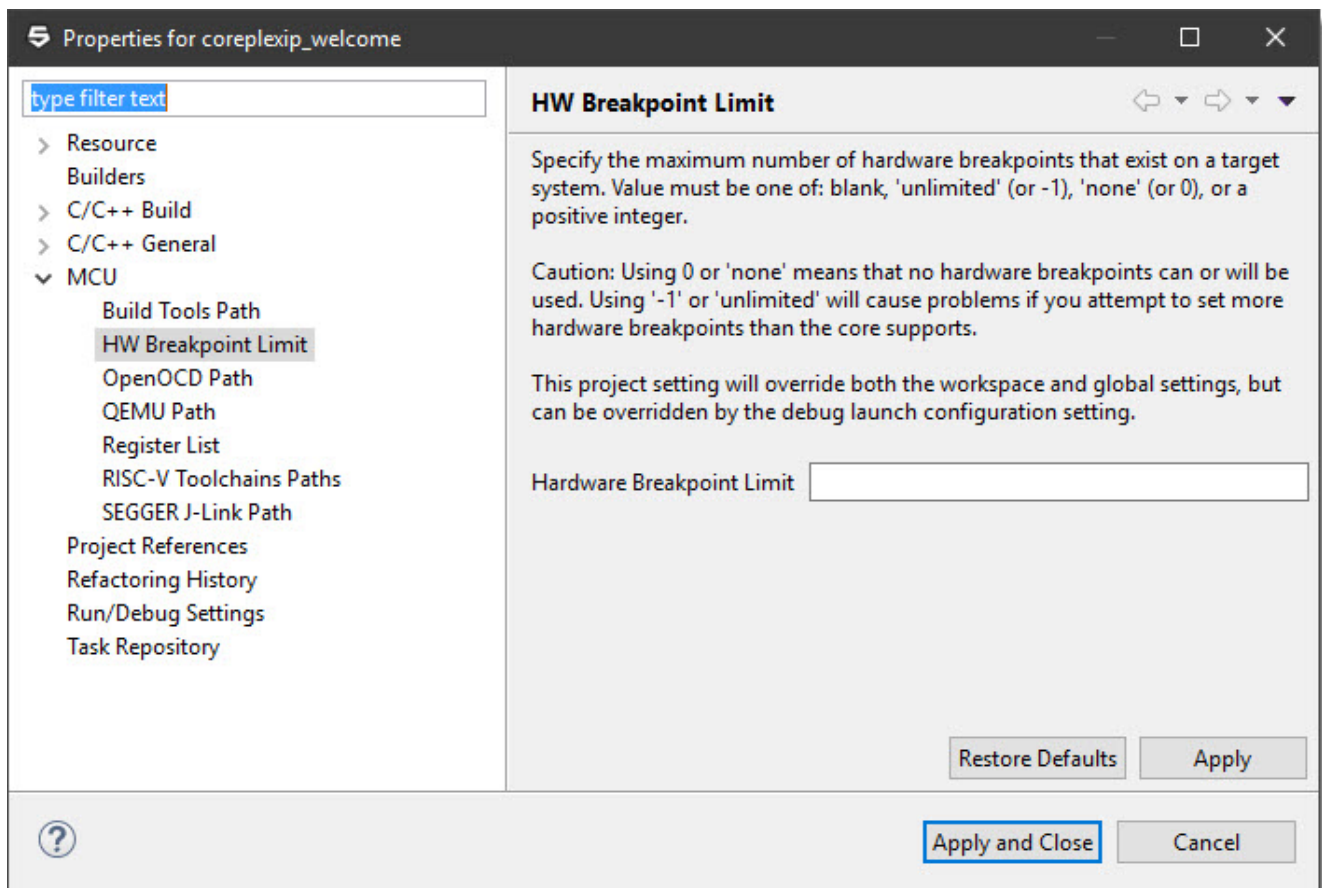 Properties for coreplexip_welcome
type filter text
Resource
Builders
C/C++ Build
C/C++ General
MCU
Build Tools Path
HW Breakpoint Limit
OpenOCD Path
QEMU Path
Register List
RISC-V Toolchains Paths
SEGGER J-Link Path
Project References
Refactoring History
Run/Debug Settings
Task Repository
HW Breakpoint Limit
Specify the maximum number of hardware breakpoints that exist on a target
system. Value must be one of: blank, 'unlimited' (or -1), 'none' (or 0), or a
positive integer.
Caution: Using 0 or 'none' means that no hardware breakpoints can or will be
used. Using '-1' or 'unlimited' will cause problems if you attempt to set more
hardware breakpoints than the core supports.
This project setting will override both the workspace and global settings, but
can be overridden by the debug launch configuration setting.
Hardware Breakpoint Limit
Restore Defaults
Apply
Apply and Close
Cancel